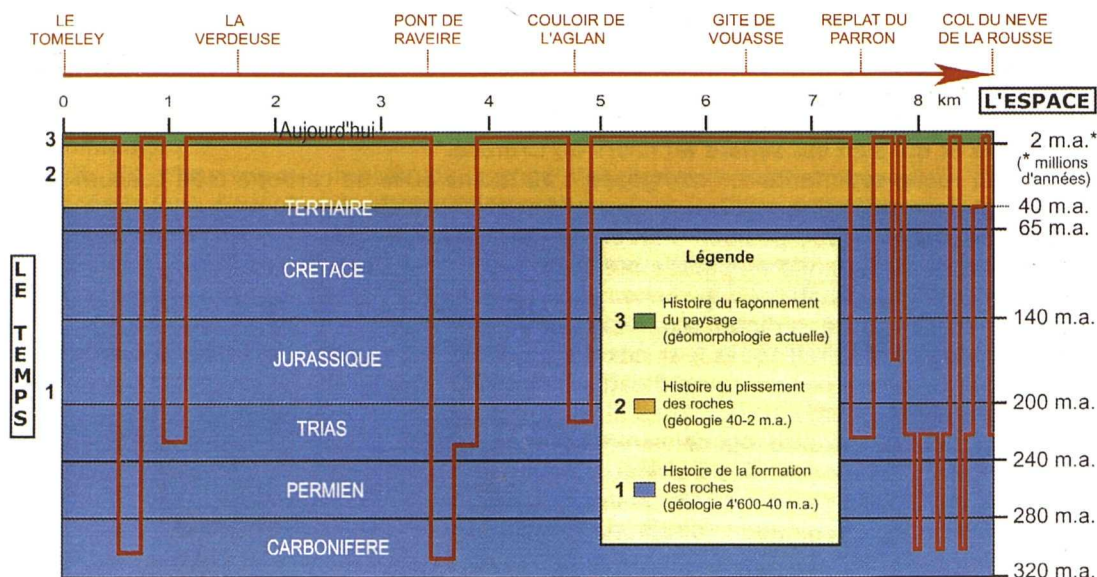 LE TOMELEY
LA VERDEUSE
PONT DE RAVEIRE
COULOIR DE L'AGLAN
GITE DE VOUASSE
REPLAT DU PARRON
COL DU NEVE DE LA ROUSSE
0 1 2 3 4 5 6 7 8 km
L'ESPACE
Aujourd'hui
3
2
1
LE TEMPS
TERTIAIRE
CRETACE
JURASSIQUE
TRIAS
PERMIEN
CARBONIFERE
2 m.a.*
(* millions
d'années)
40 m.a.
65 m.a.
140 m.a.
200 m.a.
240 m.a.
280 m.a.
320 m.a.
Légende
3 Histoire du façonnement
du paysage
(géomorphologie actuelle)
2 Histoire du plissement
des roches
(géologie 40-2 m.a.)
1 Histoire de la formation
des roches
(géologie 4'600-40 m.a.)